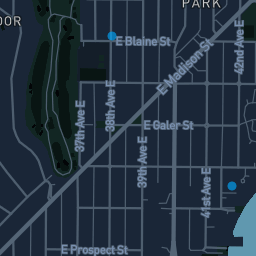 PARK
OOR
E Blaine St
42nd Ave E
E Madison St
37th Ave E
38th Ave E
E Galer St
39th Ave E
41st Ave E
E Prospect St